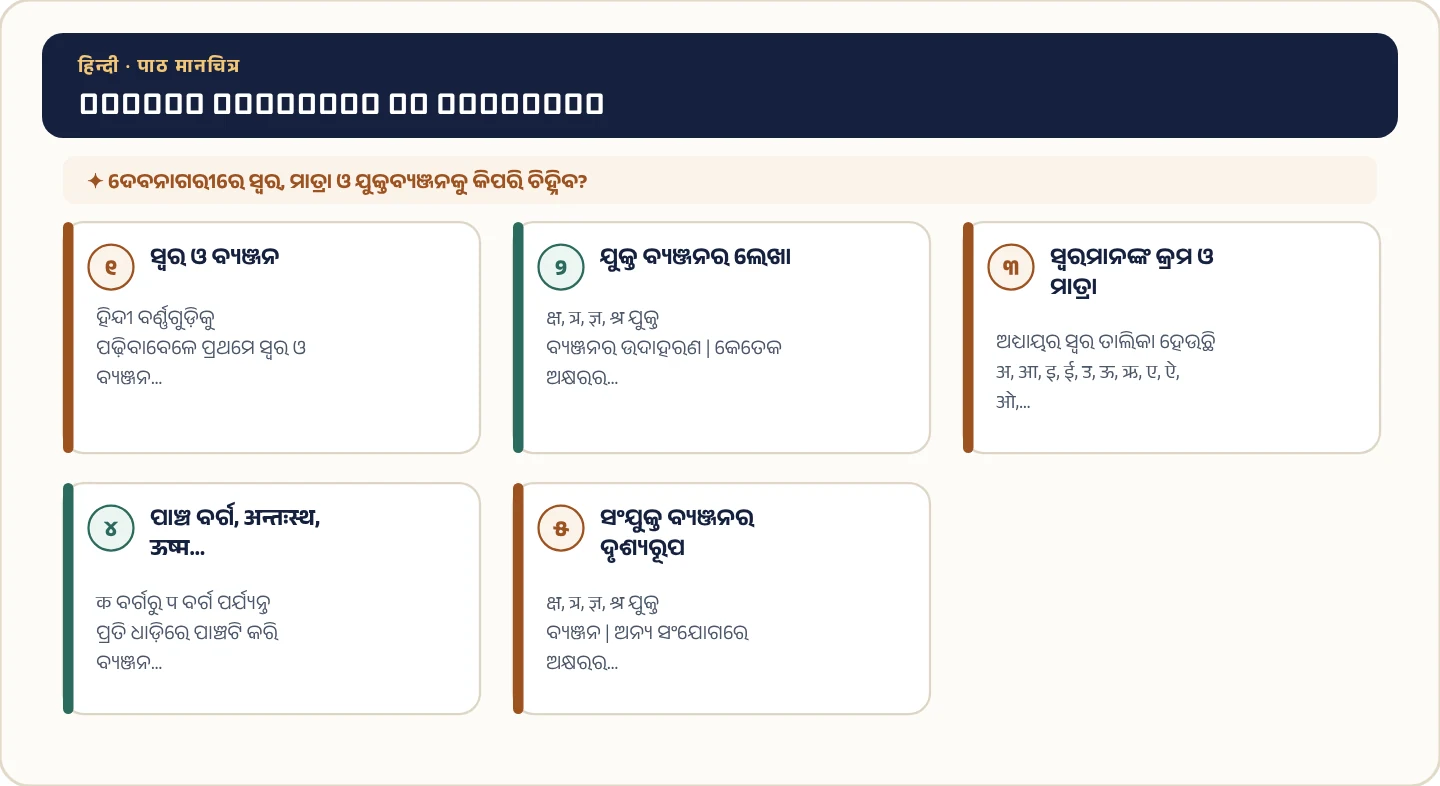 हिन्दी · ପାଠ मानचित्र
✦ ଦେବନାଗରୀରେ ସ୍ୱର, ମାତ୍ରା ଓ ଯୁକ୍ତବ୍ୟଞ୍ଜନକୁ କିପରି ଚିହ୍ନିବ?
୧ ସ୍ୱର ଓ ବ୍ୟଞ୍ଜନ
ହିନ୍ଦୀ ବର୍ଣ୍ଣଗୁଡ଼ିକୁ
ପଢ଼ିବାବେଳେ ପ୍ରଥମେ ସ୍ୱର ଓ
ବ୍ୟଞ୍ଜନ...
୨ ଯୁକ୍ତ ବ୍ୟଞ୍ଜନର ଲେଖା
क्ष, त्र, ज्ञ, श्र ଯୁକ୍ତ
ବ୍ୟଞ୍ଜନର ଉଦାହରଣ | କେତେକ
ଅକ୍ଷରର...
୩ ସ୍ୱରମାନଙ୍କ କ୍ରମ ଓ
ମାତ୍ରା
ଅଧ୍ୟାୟର ସ୍ୱର ତାଲିକା ହେଉଛି
अ, आ, इ, ई, उ, ऊ, ऋ, ए, ऐ,
ओ,...
୪ ପାଞ୍ଚ ବର୍ଗ, अन्तःस्थ,
ऊष्म...
क ବର୍ଗରୁ प ବର୍ଗ ପର୍ଯ୍ୟନ୍ତ
ପ୍ରତି ଧାଡ଼ିରେ ପାଞ୍ଚଟି କରି
ବ୍ୟଞ୍ଜନ...
୫ ସଂଯୁକ୍ତ ବ୍ୟଞ୍ଜନର
ଦୃଶ୍ୟରୂପ
क्ष, त्र, ज्ञ, श्र ଯୁକ୍ତ
ବ୍ୟଞ୍ଜନ | ଅନ୍ୟ ସଂଯୋଗରେ
ଅକ୍ଷରର...